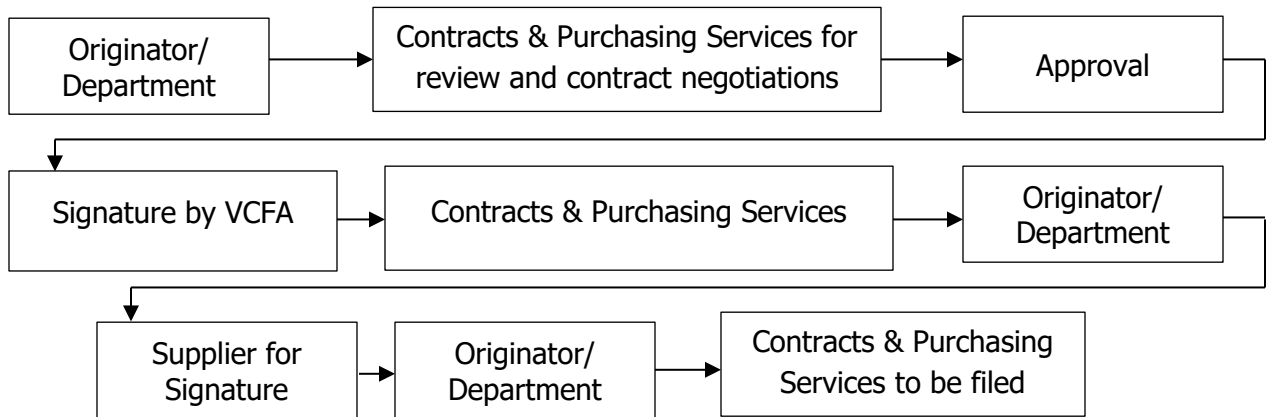 Originator/
Department
Contracts & Purchasing Services for
review and contract negotiations
Approval
Signature by VCFA
Contracts & Purchasing Services
Originator/
Department
Supplier for
Signature
Originator/
Department
Contracts & Purchasing
Services to be filed